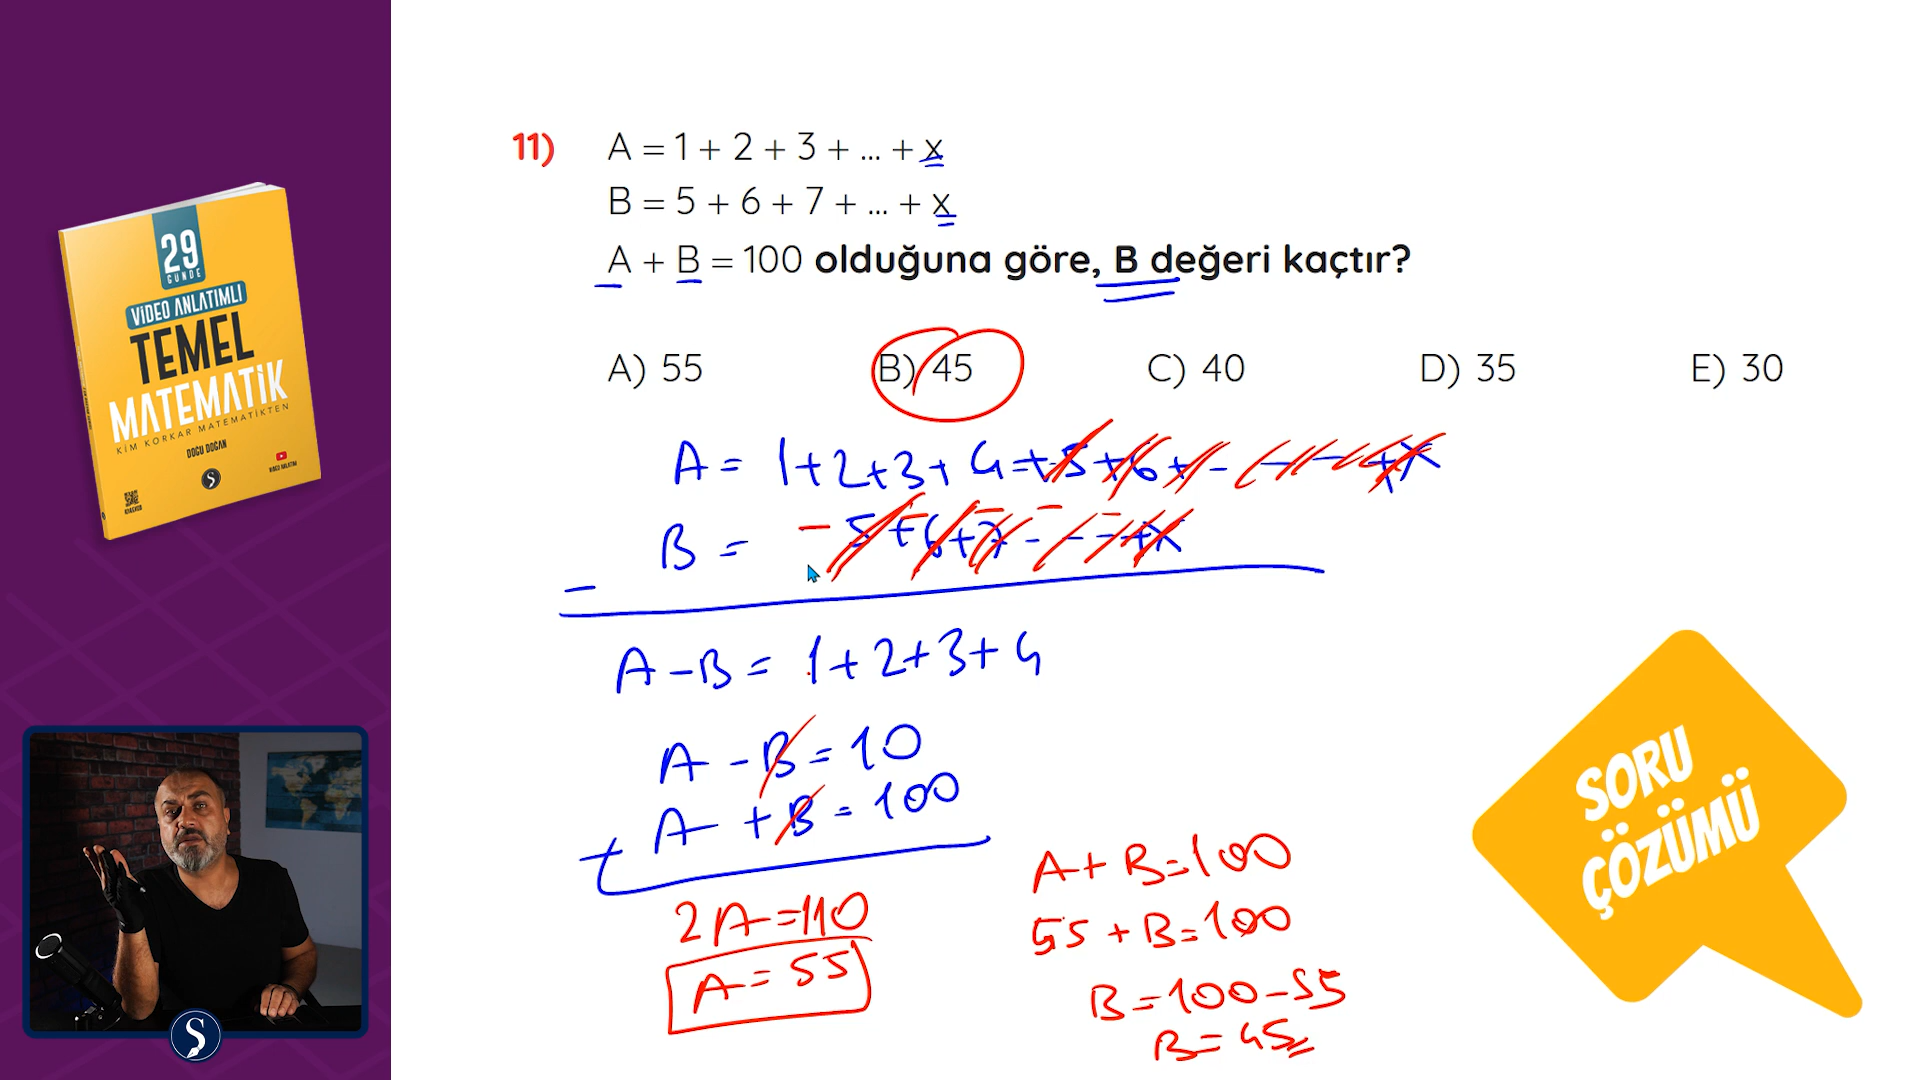 11) A = 1 + 2 + 3 + ... + x
B = 5 + 6 + 7 + ... + x
A + B = 100 olduğuna göre, B değeri kaçtır?
A) 55 B) 45 C) 40 D) 35 E) 30
A = 1+2+3+4=+5+6+- - - - +x
B = - 5+6+7- - - +x
-
A-B = 1+2+3+4
A-B=10
A+B=100
+
2A=110
A=55
A+B=100
55+B=100
B=100-55
B=45
29
GÜNDE
VİDEO ANLATIMLI
TEMEL
MATEMATİK
KİM KORKAR MATEMATİKTEN
DOĞU DOĞAN
S
S
SORU
ÇÖZÜMÜ